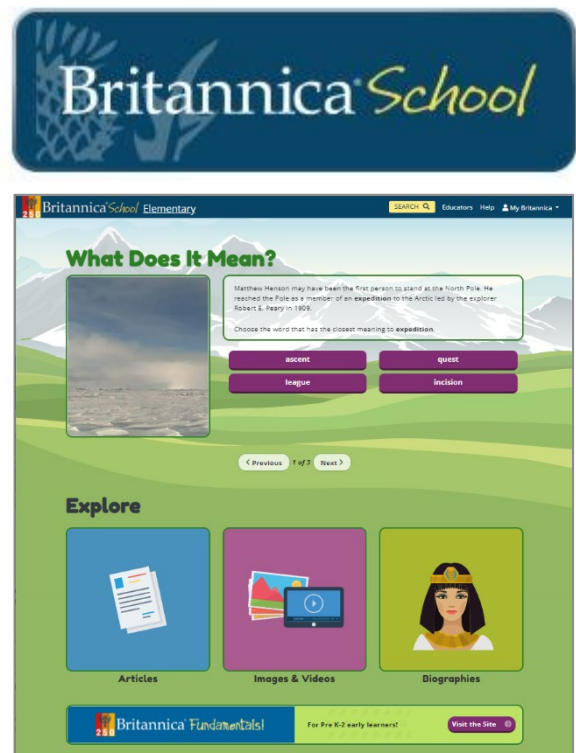 Britannica® School
250 Britannica® School Elementary
SEARCH Educators Help My Britannica
What Does It Mean?
Matthew Henson may have been the first person to stand at the North Pole. He
reached the Pole as a member of an expedition to the Arctic led by the explorer
Robert E. Peary in 1909.
Choose the word that has the closest meaning to expedition.
ascent quest
league incision
< Previous 1 of 3 Next >
Explore
Articles Images & Videos Biographies
250 Britannica® Fundamentals! For Pre K-2 early learners! Visit the Site